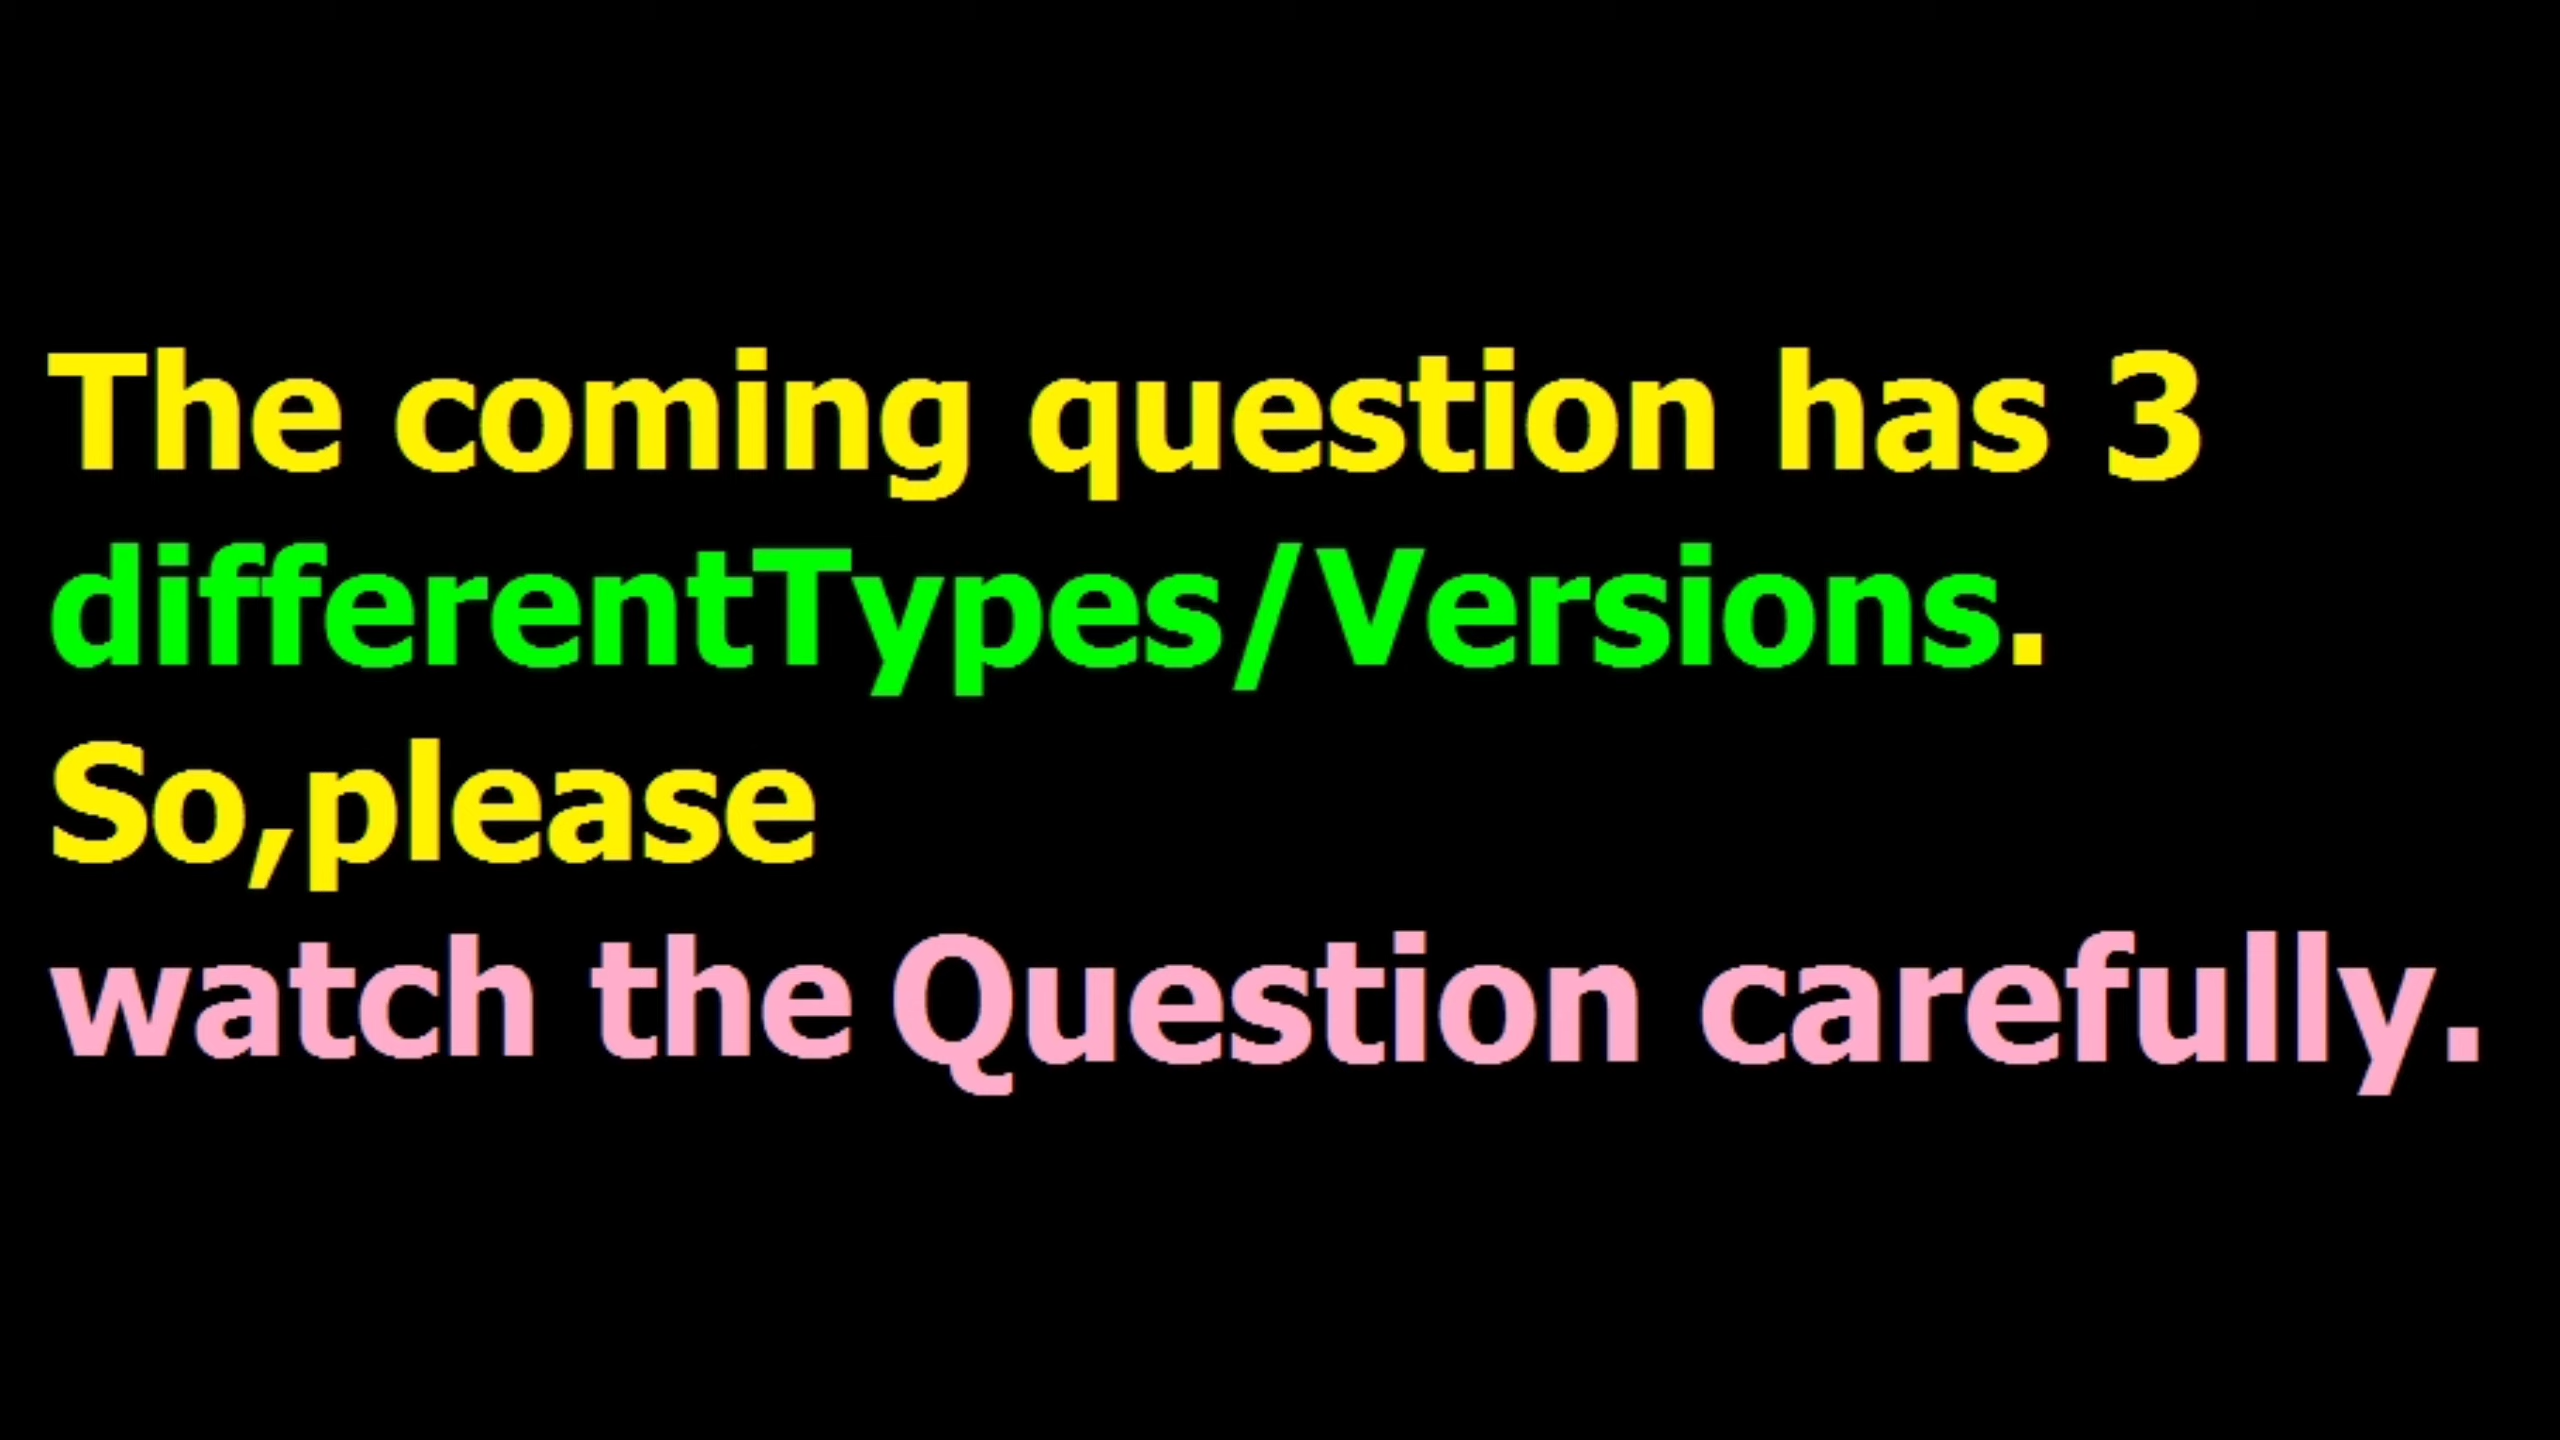 The coming question has 3
differentTypes/Versions.
So,please
watch the Question carefully.